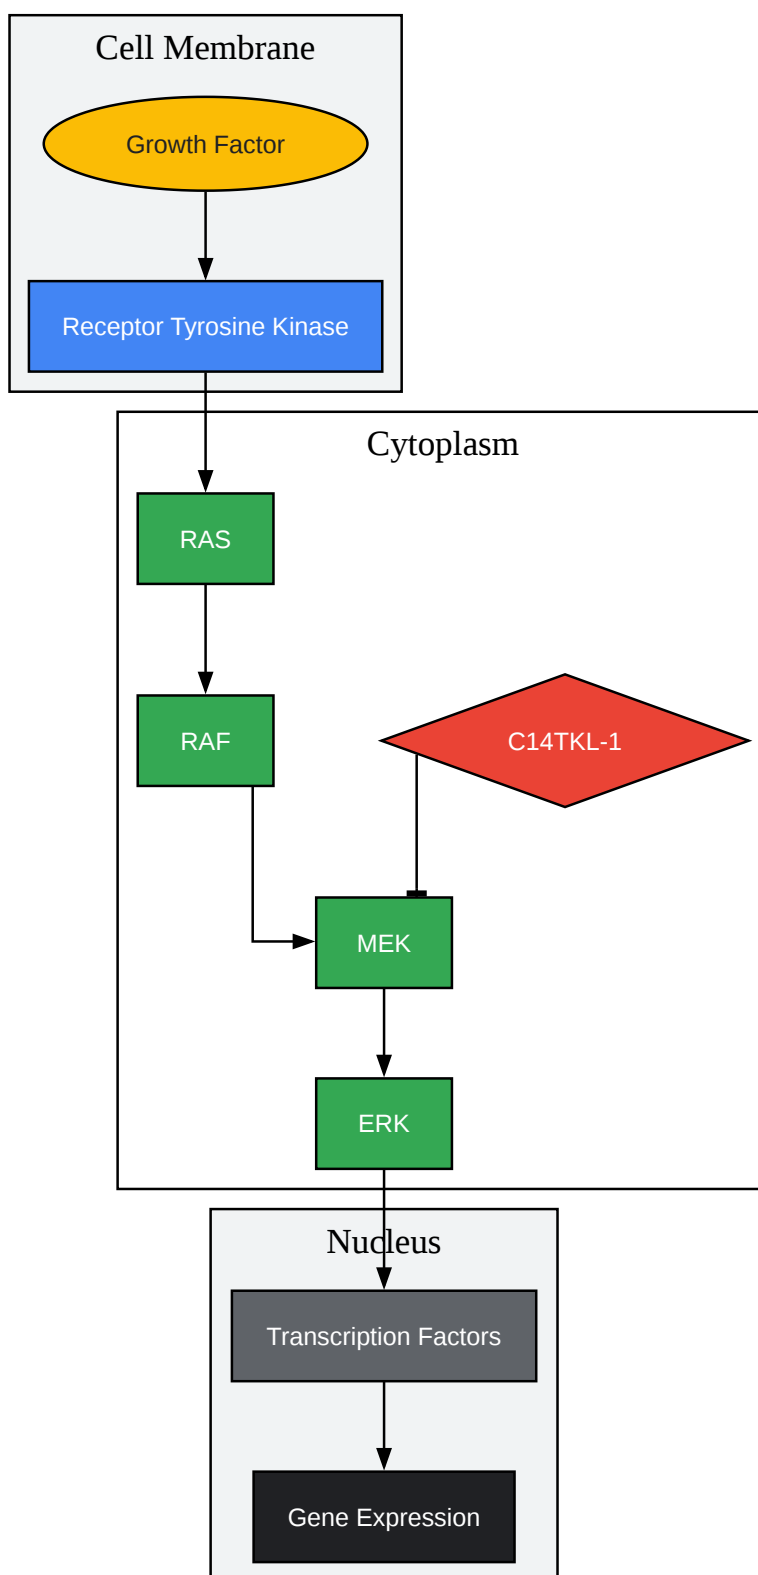 Cell Membrane
Growth Factor
Receptor Tyrosine Kinase
Cytoplasm
RAS
RAF
C14TKL-1
MEK
ERK
Nucleus
Transcription Factors
Gene Expression